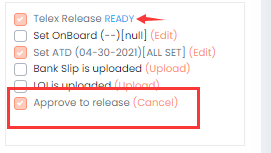 Telex Release READY
Set OnBoard (--)[null] (Edit)
Set ATD (04-30-2021)[ALL SET] (Edit)
Bank Slip is uploaded (Upload)
LOI is uploaded (Upload)
Approve to release (Cancel)